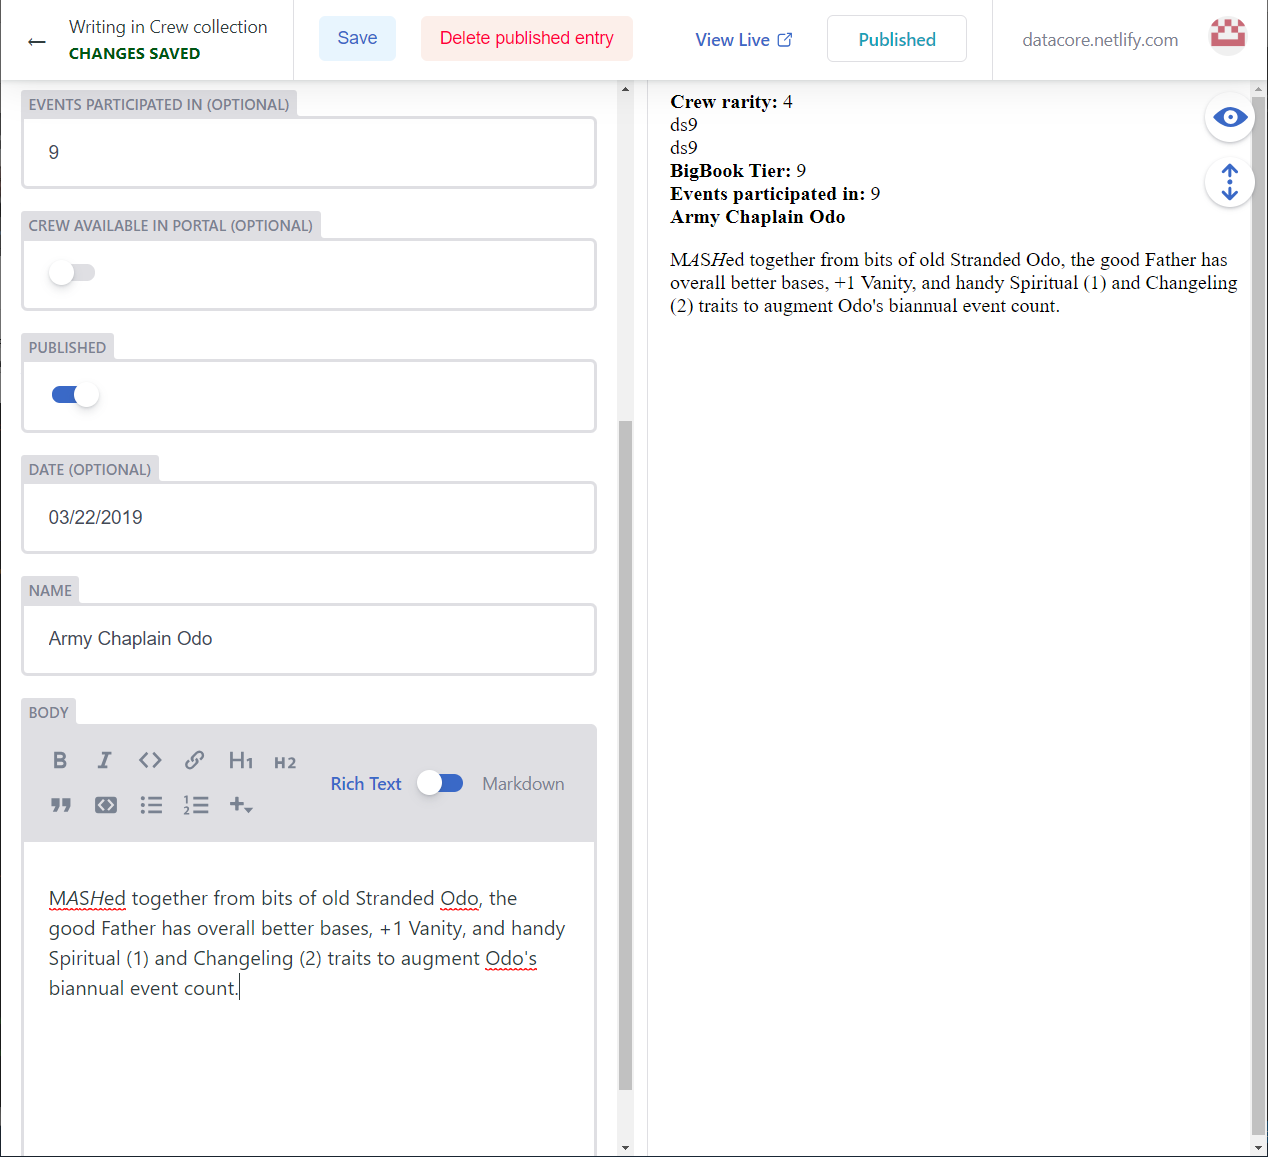 Writing in Crew collection
CHANGES SAVED
Save
Delete published entry
View Live
Published
datacore.netlify.com
EVENTS PARTICIPATED IN (OPTIONAL)
9
CREW AVAILABLE IN PORTAL (OPTIONAL)
PUBLISHED
DATE (OPTIONAL)
03/22/2019
NAME
Army Chaplain Odo
BODY
B I H1 H2
Rich Text Markdown
MASHed together from bits of old Stranded Odo, the
good Father has overall better bases, +1 Vanity, and handy
Spiritual (1) and Changeling (2) traits to augment Odo's
biannual event count.
Crew rarity: 4
ds9
ds9
BigBook Tier: 9
Events participated in: 9
Army Chaplain Odo
MASHed together from bits of old Stranded Odo, the good Father has
overall better bases, +1 Vanity, and handy Spiritual (1) and Changeling
(2) traits to augment Odo's biannual event count.